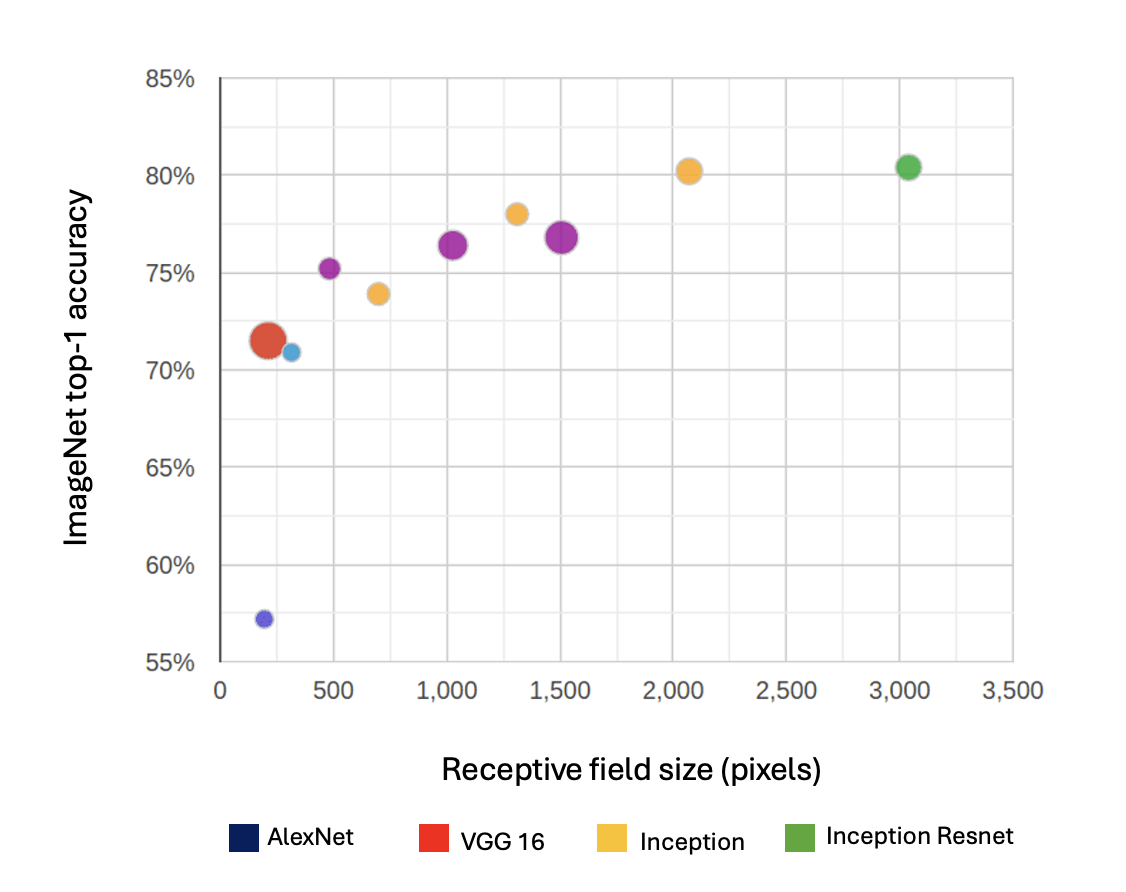 85%
80%
75%
70%
65%
60%
55%
ImageNet top-1 accuracy
0 500 1,000 1,500 2,000 2,500 3,000 3,500
Receptive field size (pixels)
AlexNet VGG 16 Inception Inception Resnet